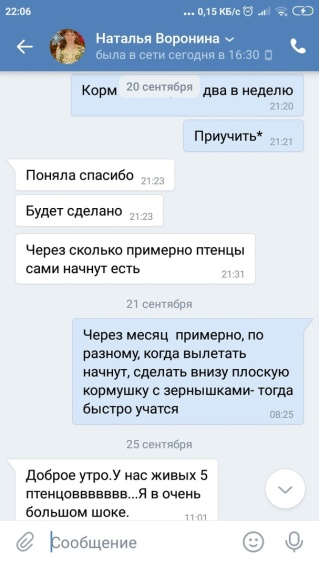 22:06
... 0,15 КБ/с
Наталья Воронина
была в сети сегодня в 16:30
20 сентября
Корм два в неделю
21:20
Приучить* 21:21
Поняла спасибо 21:23
Будет сделано 21:23
Через сколько примерно птенцы
сами начнут есть 21:31
21 сентября
Через месяц примерно, по
разному, когда вылетать
начнут, сделать внизу плоскую
кормушку с зернышками- тогда
быстро учатся 08:25
25 сентября
Доброе утро.У нас живых 5
птенцовввввв...Я в очень
большом шоке. 11:01
Сообщение